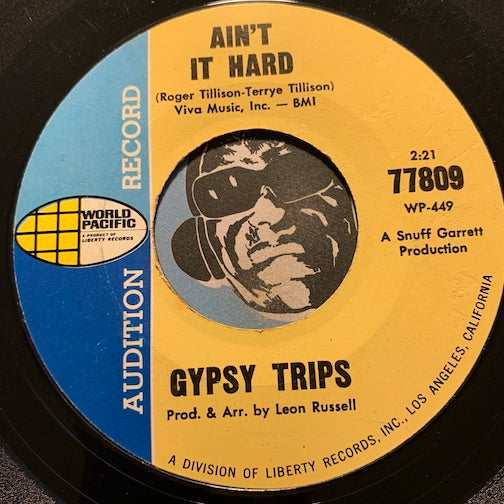 AIN'T
IT HARD
(Roger Tillison-Terrye Tillison)
Viva Music, Inc. — BMI
2:21
77809
WP-449
A Snuff Garrett
Production
AUDITION RECORD
WORLD
PACIFIC
A PRODUCT OF
LIBERTY RECORDS
GYPSY TRIPS
Prod. & Arr. by Leon Russell
A DIVISION OF LIBERTY RECORDS, INC., LOS ANGELES, CALIFORNIA